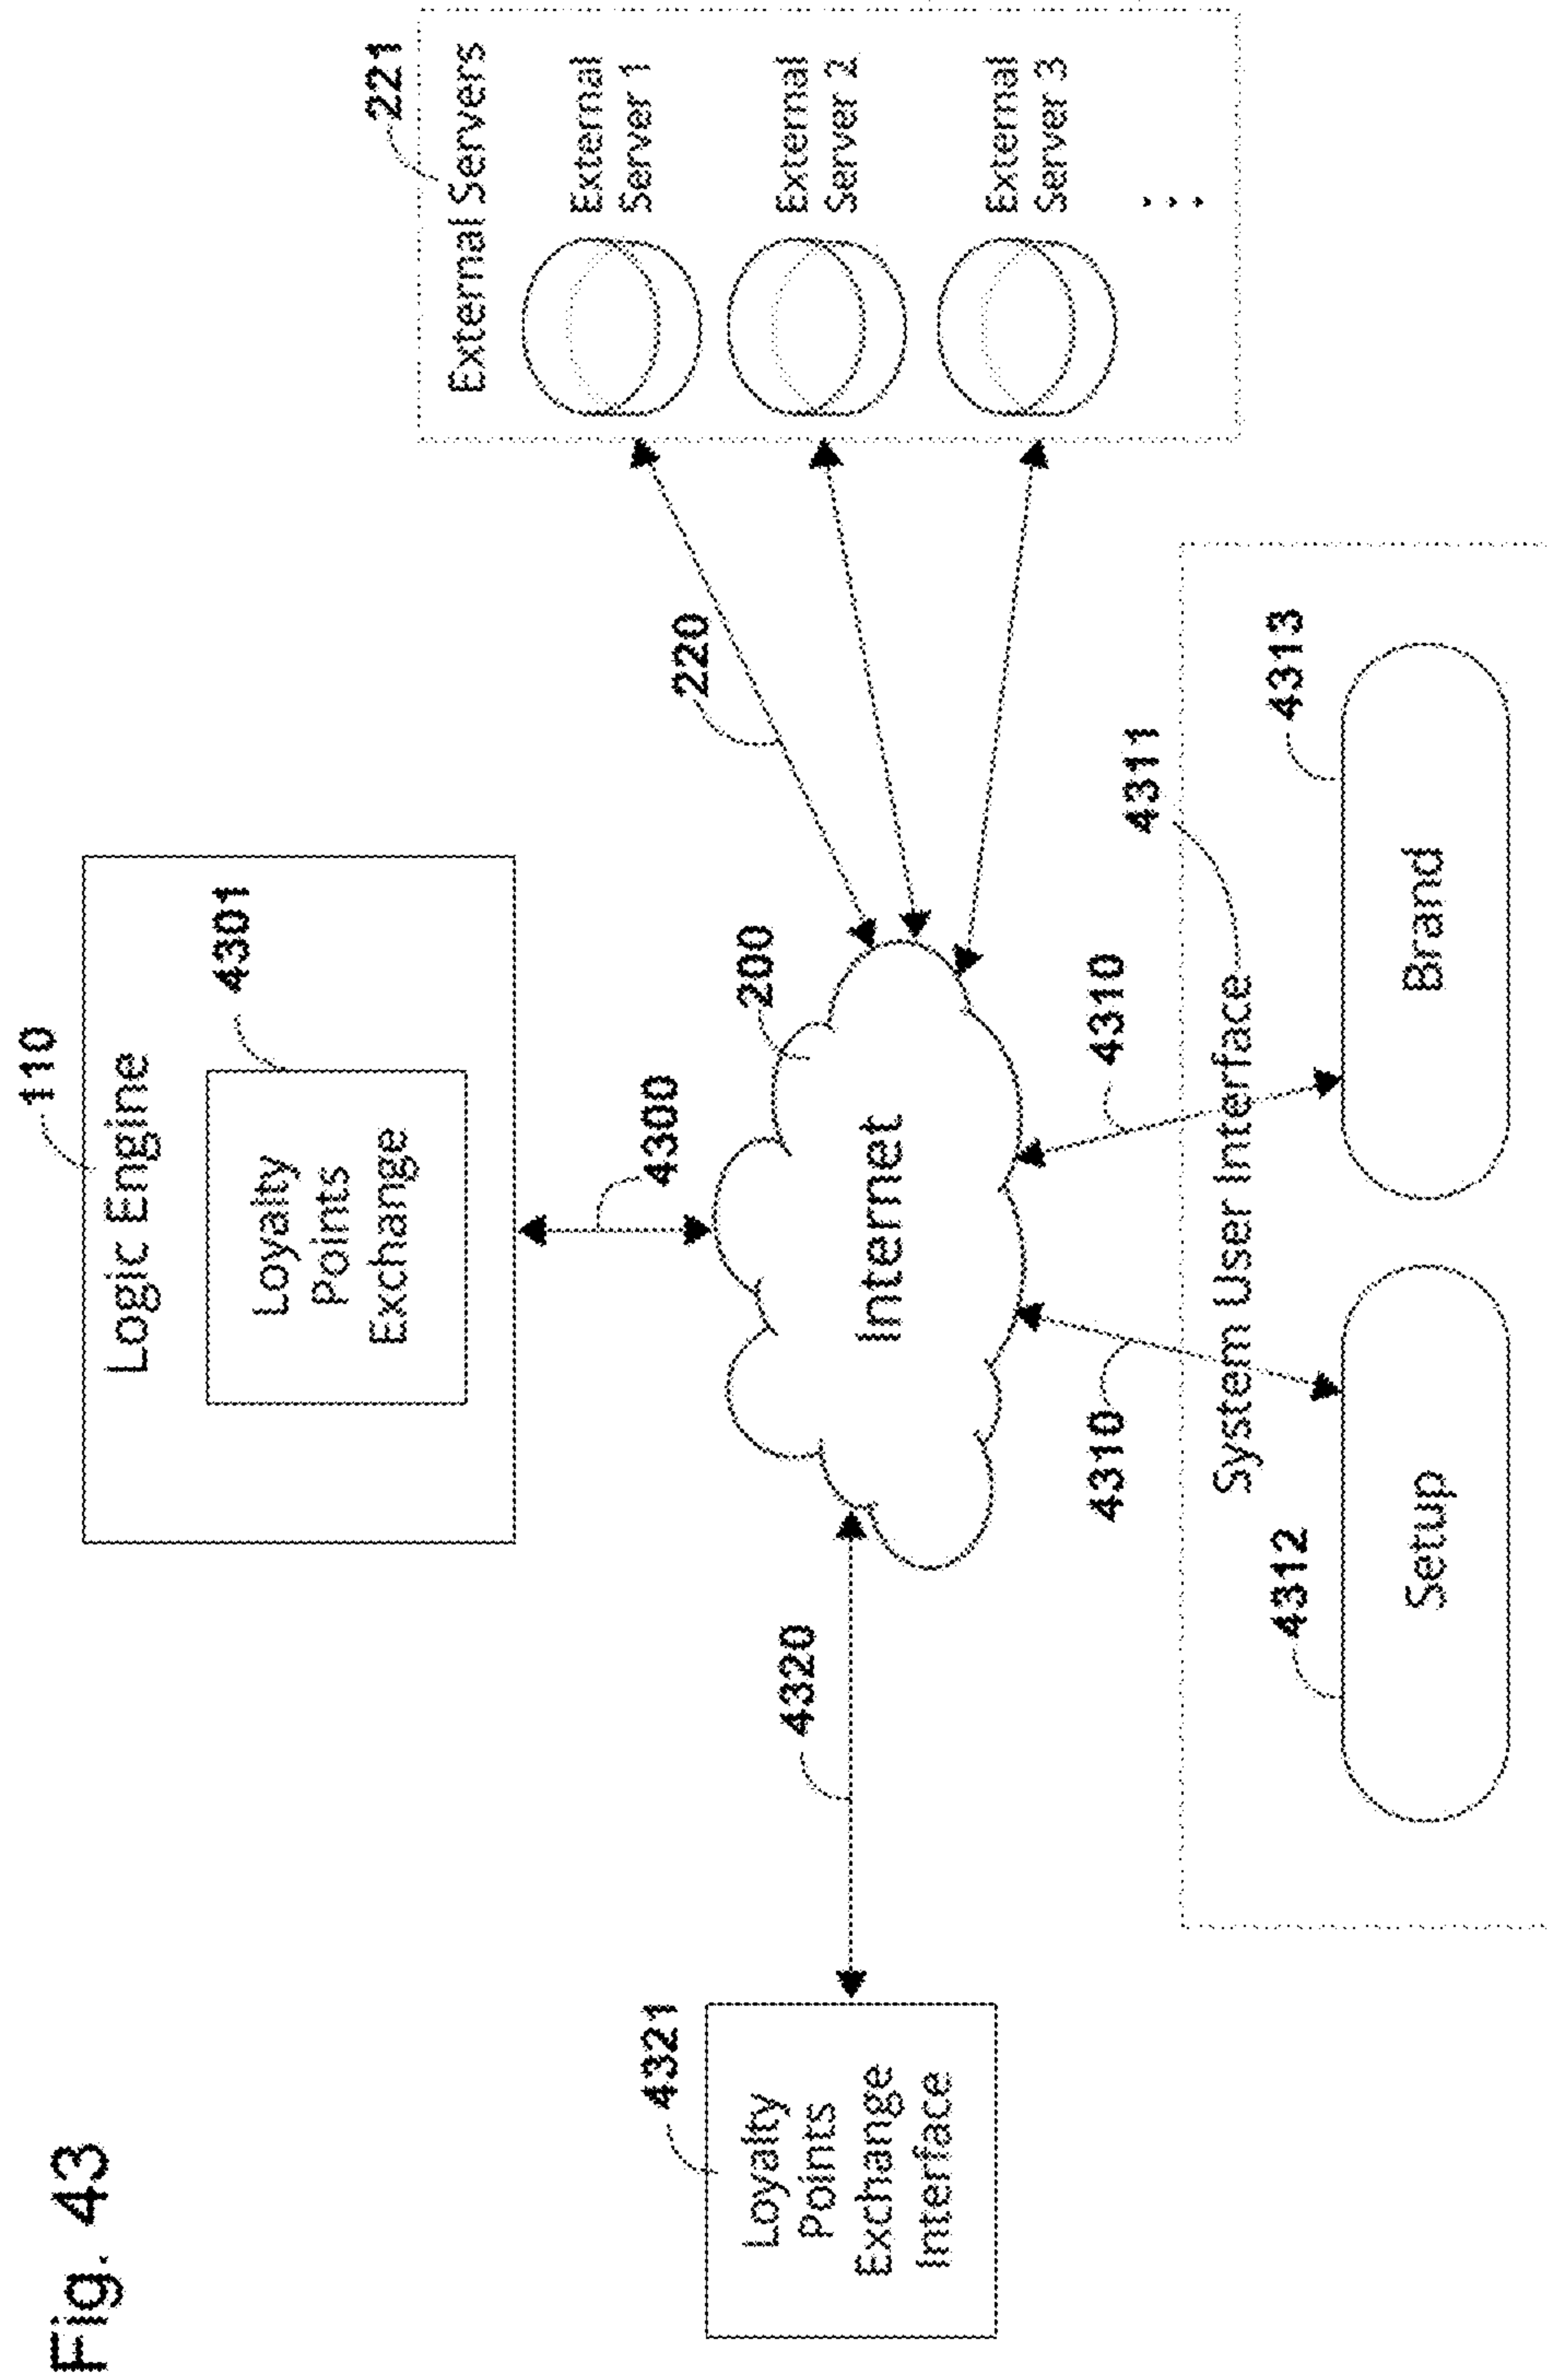 Fig. 43
110
Logic Engine
4301
Loyalty
Points
Exchange
4300
221
External Servers
External
Server 1
External
Server 2
External
Server 3
⋮
220
200
Internet
4321
Loyalty
Points
Exchange
Interface
4320
4310
4310
4311
System User Interface
4312
Setup
4313
Brand